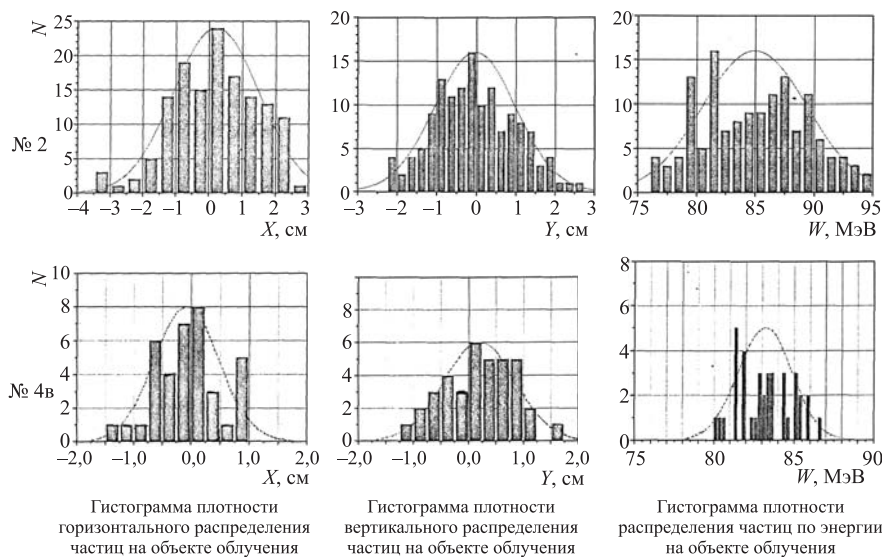 N
25
20
15
10
5
0
№ 2
–4 –3 –2 –1 0 1 2 3
X, см
20
15
10
5
0
–3 –2 –1 0 1 2 3
Y, см
20
15
10
5
0
75 80 85 90 95
W, МэВ
N
10
8
6
4
2
0
№ 4в
–2,0 –1,0 0,0 1,0 2,0
X, см
8
6
4
2
0
–2,0 –1,0 0,0 1,0 2,0
Y, см
8
6
4
2
0
75 80 85 90
W, МэВ
Гистограмма плотности
горизонтального распределения
частиц на объекте облучения
Гистограмма плотности
вертикального распределения
частиц на объекте облучения
Гистограмма плотности
распределения частиц по энергии
на объекте облучения